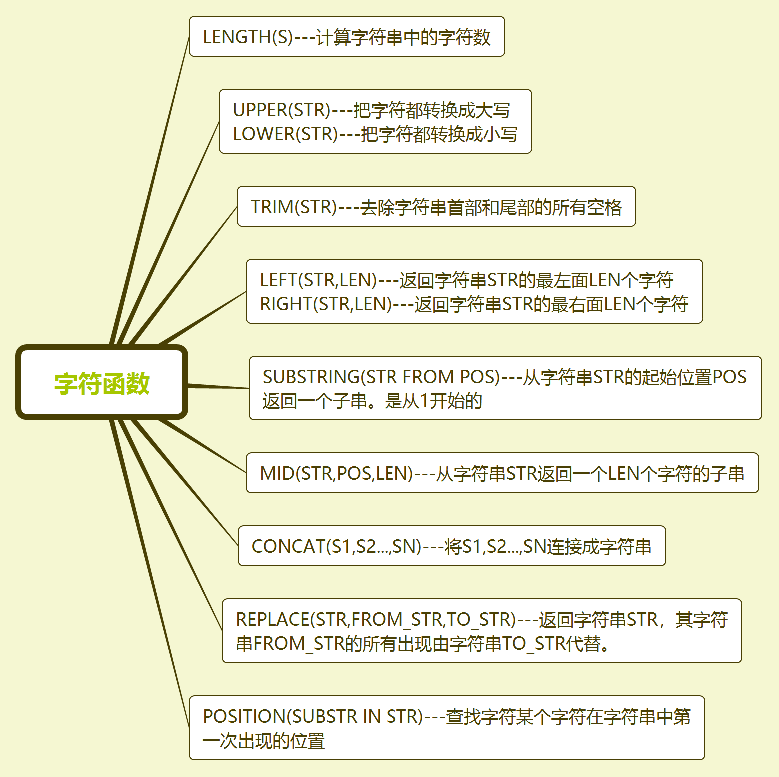 LENGTH(S)---计算字符串中的字符数
UPPER(STR)---把字符都转换成大写
LOWER(STR)---把字符都转换成小写
TRIM(STR)---去除字符串首部和尾部的所有空格
LEFT(STR,LEN)---返回字符串STR的最左面LEN个字符
RIGHT(STR,LEN)---返回字符串STR的最右面LEN个字符
字符函数
SUBSTRING(STR FROM POS)---从字符串STR的起始位置POS
返回一个子串。是从1开始的
MID(STR,POS,LEN)---从字符串STR返回一个LEN个字符的子串
CONCAT(S1,S2...,SN)---将S1,S2...,SN连接成字符串
REPLACE(STR,FROM_STR,TO_STR)---返回字符串STR，其字符
串FROM_STR的所有出现由字符串TO_STR代替。
POSITION(SUBSTR IN STR)---查找字符某个字符在字符串中第
一次出现的位置